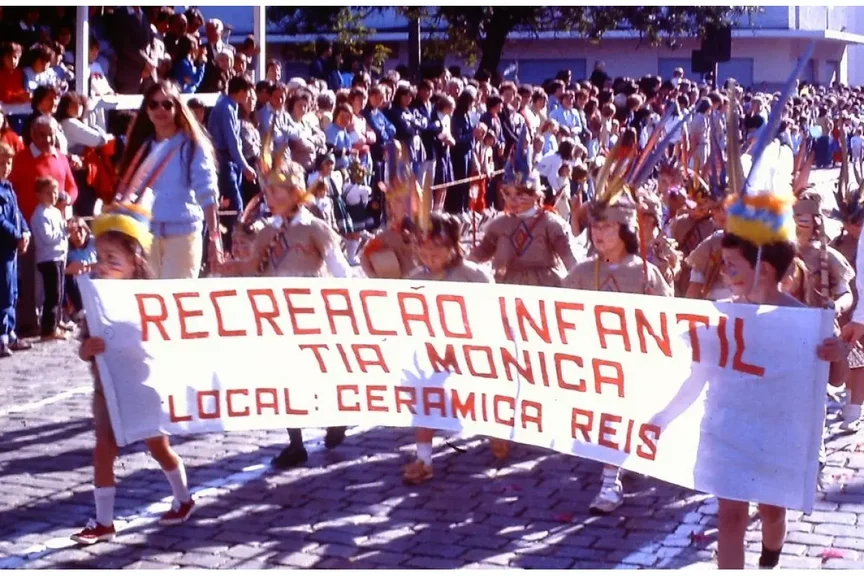 RECREAÇÃO INFANTIL
TIA MONICA
LOCAL: CERAMICA REIS